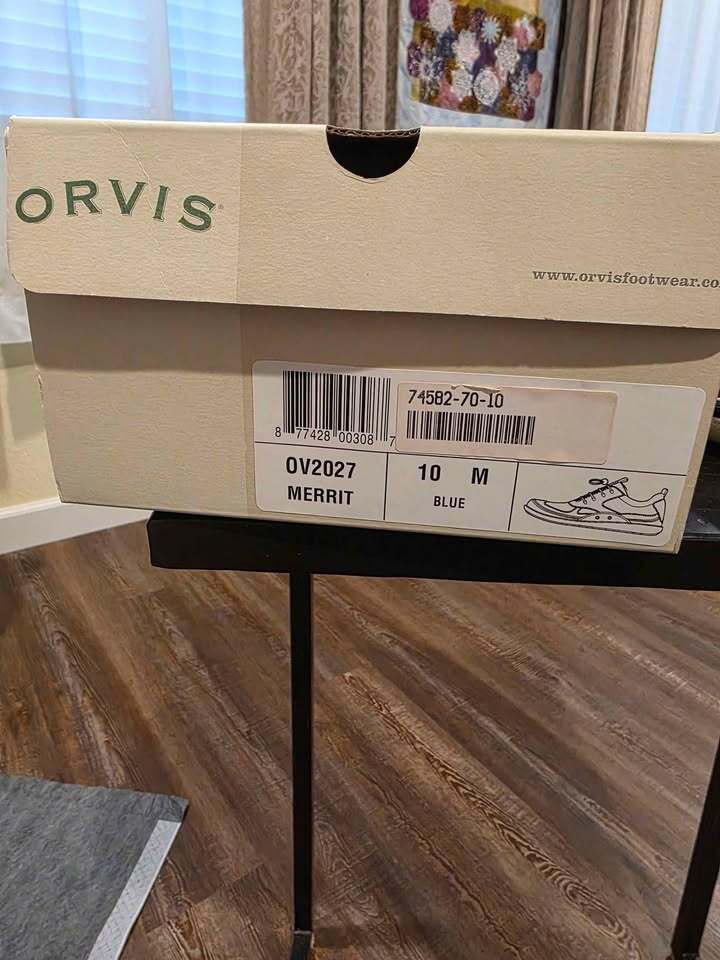 ORVIS
www.orvisfootwear.co
74582-70-10
8 77428 00308 7
OV2027
MERRIT
10 M
BLUE